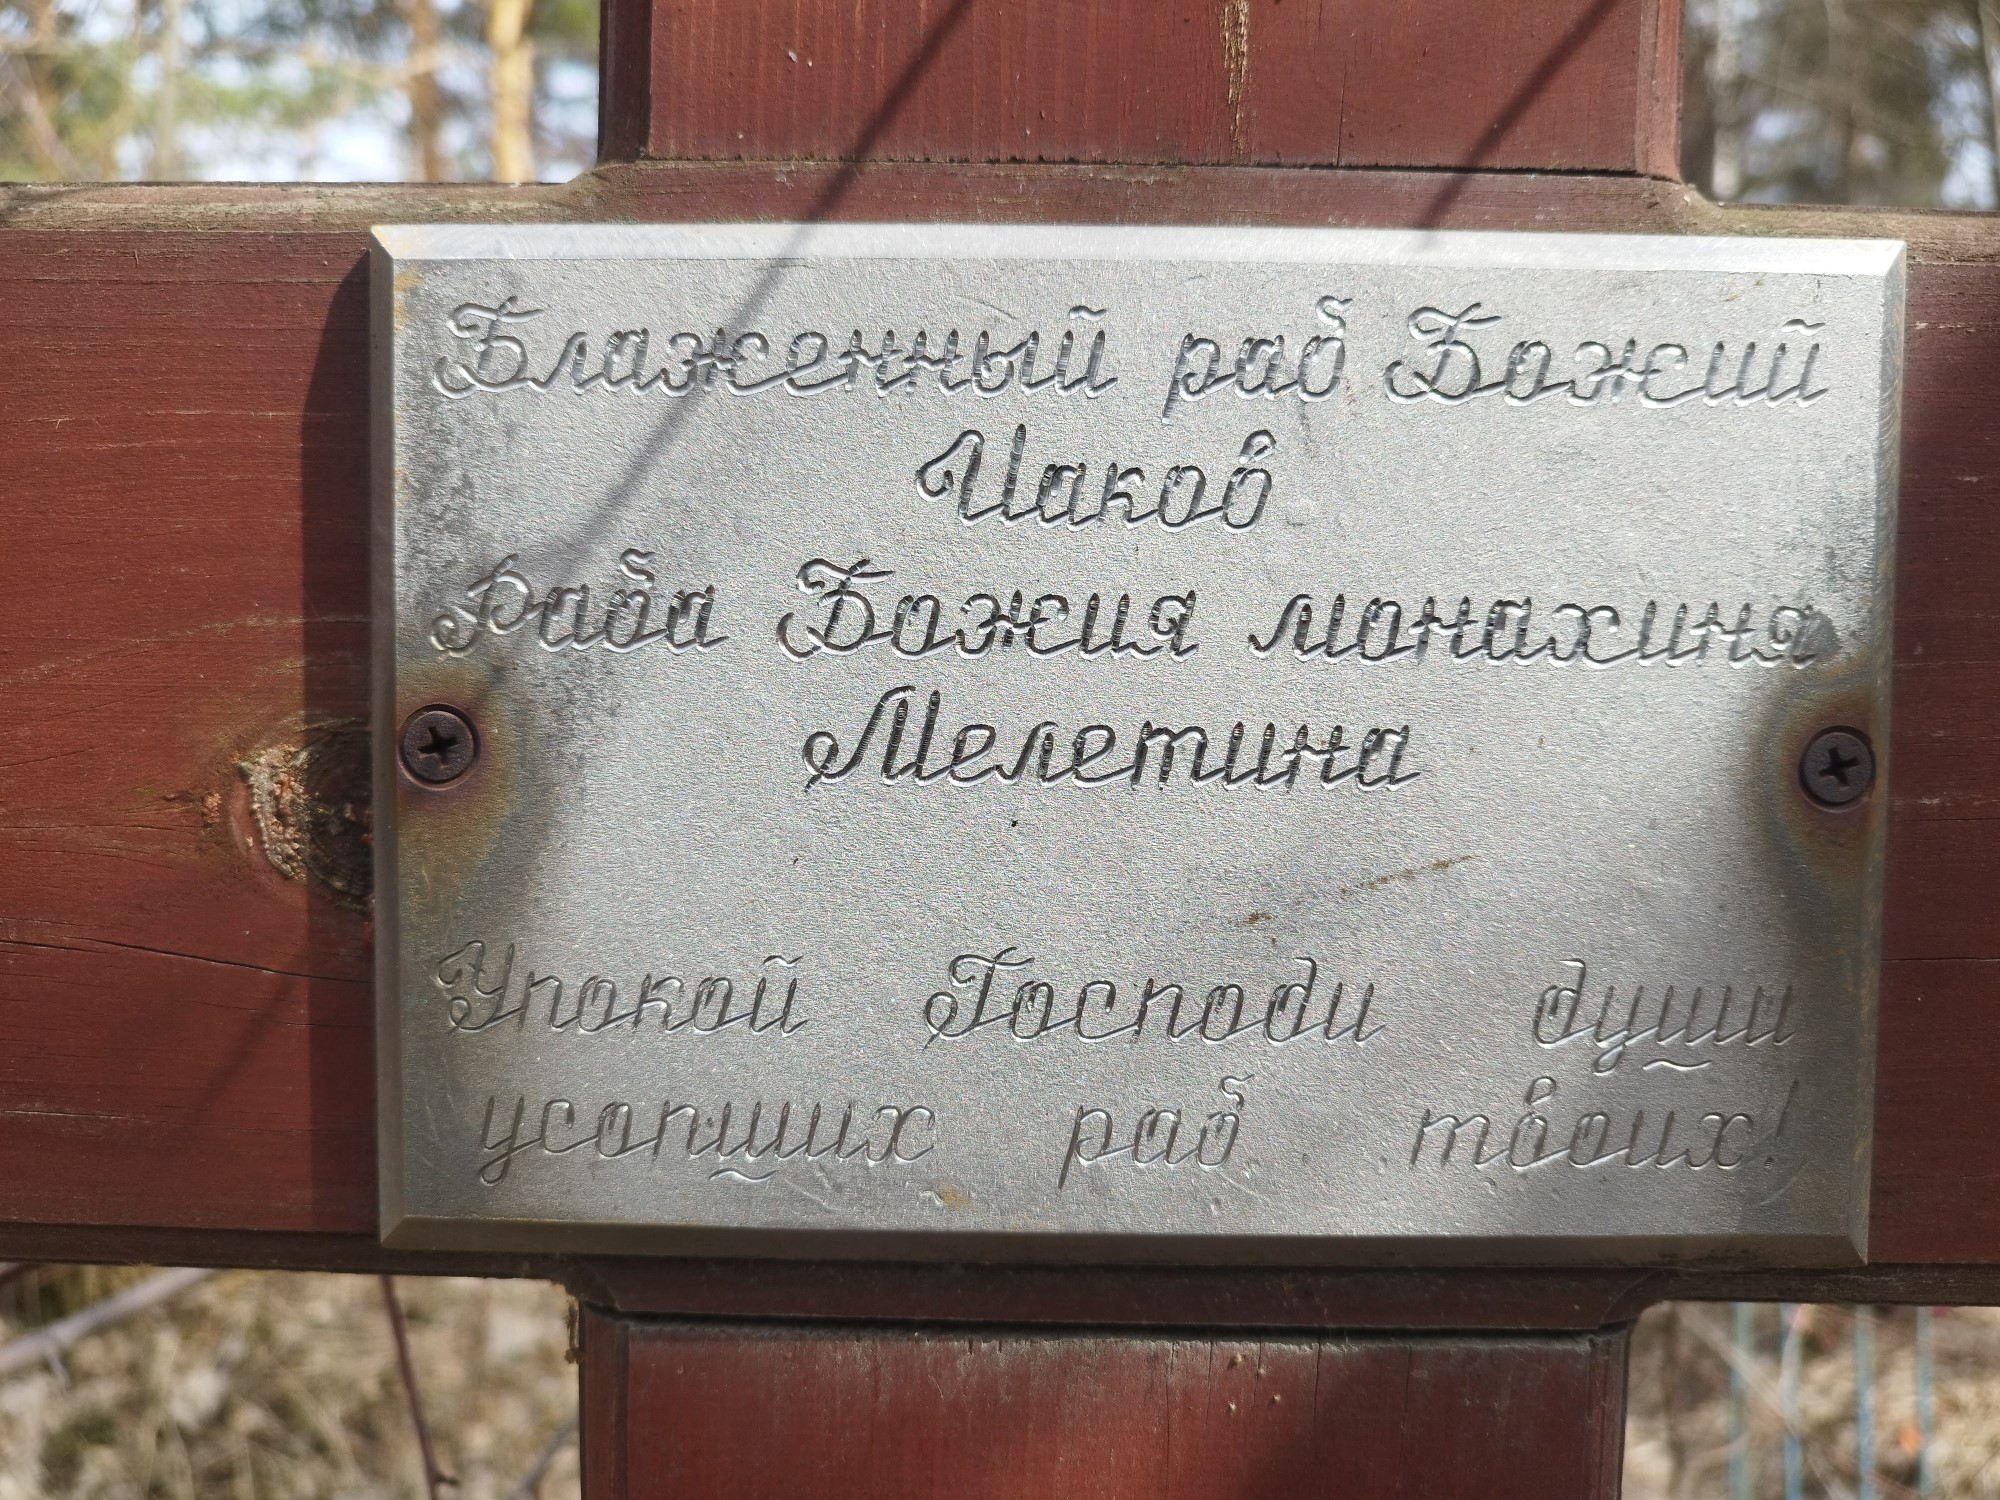 Блаженный раб Божий
Иаков
Раба Божия монахиня
Мелетина
Упокой Господи души
усопших раб твоих!